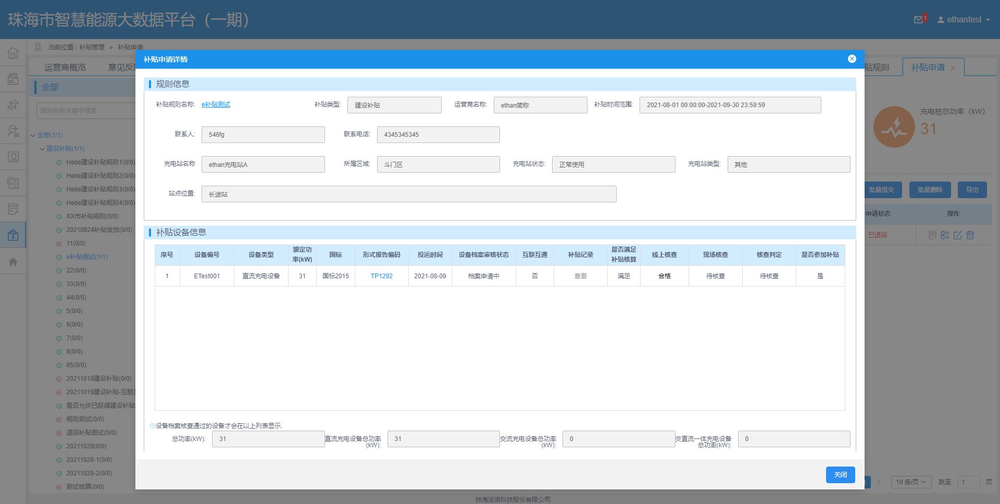 珠海市智慧能源大数据平台（一期）
1
ethantest
当前位置：补贴管理 > 补贴申请
运营商概览
意见反馈
贴规则
补贴申请
全部
规则名称关键字搜索
全部(1/1)
建设补贴(1/1)
Hebe建设补贴规则1(0/0)
Hebe建设补贴规则2(0/0)
Hebe建设补贴规则3(0/0)
Hebe建设补贴规则4(0/0)
XX市补贴规则(0/0)
20210824补贴发放(0/0)
11(0/0)
e补贴测试(1/1)
22(0/0)
33(0/0)
44(0/0)
5(0/0)
6(0/0)
7(0/0)
8(0/0)
85(0/0)
20211018建设补贴(0/0)
20211019建设补贴-互联互
是否允许已获得建设补贴
规则测试(0/0)
退回补贴测试(0/0)
20211028(0/0)
20211028-1(0/0)
20211028-2(0/0)
测试核算(0/0)
补贴申请详情
规则信息
补贴规则名称: e补贴测试 补贴类型: 建设补贴 运营商名称: ethan简称 补贴时间范围: 2021-08-01 00:00:00-2021-09-30 23:59:59
联系人: 546fg 联系电话: 4345345345
充电站名称 ethan充电站A 所属区域: 斗门区 充电站状态: 正常使用 充电站类型: 其他
站点位置: 长途站
补贴设备信息
序号 设备编号 设备类型 额定功率(kW) 国标 形式报告编码 投运时间 设备档案审核状态 互联互通 补贴记录 是否满足补贴核算 线上核查 现场核查 核查判定 是否参加补贴
1 ETest001 直流充电设备 31 国标2015 TP1292 2021-08-09 档案申请中 否 查看 满足 合格 待核查 待核查 是
设备档案核查通过的设备才会在以上列表显示.
总功率(kW): 31 直流充电设备总功率(kW): 31 交流充电设备总功率(kW): 0 交直流一体充电设备总功率(kW): 0
关闭
充电桩总功率（kW）
31
批量提交 批量删除 导出
申请状态 操作
已退回
10 条/页 跳至 1 页
珠海派诺科技股份有限公司